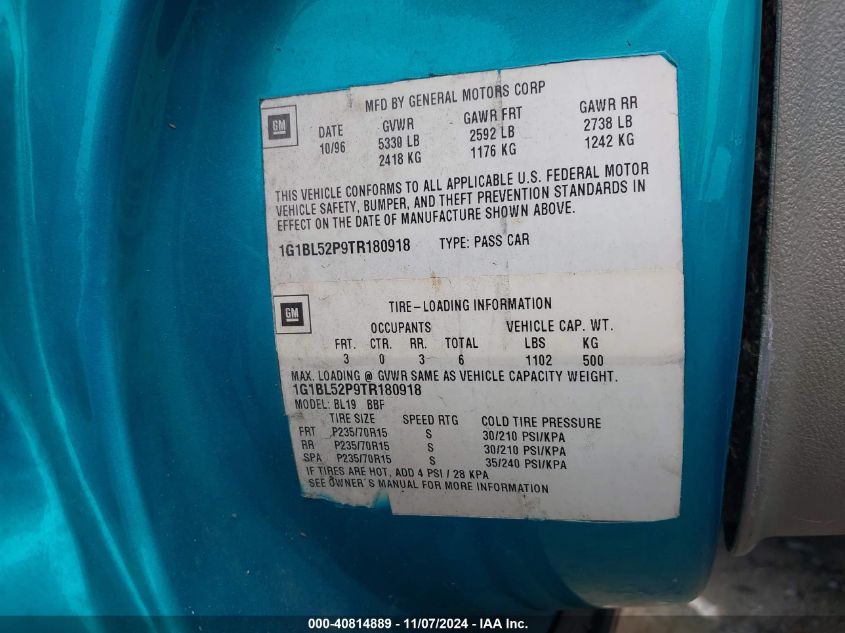 MFD BY GENERAL MOTORS CORP
GM
DATE GVWR GAWR FRT GAWR RR
10/96 5330 LB 2592 LB 2738 LB
2418 KG 1176 KG 1242 KG
THIS VEHICLE CONFORMS TO ALL APPLICABLE U.S. FEDERAL MOTOR
VEHICLE SAFETY, BUMPER, AND THEFT PREVENTION STANDARDS IN
EFFECT ON THE DATE OF MANUFACTURE SHOWN ABOVE.
1G1BL52P9TR180918 TYPE: PASS CAR
GM
TIRE-LOADING INFORMATION
OCCUPANTS VEHICLE CAP. WT.
FRT. CTR. RR. TOTAL LBS KG
3 0 3 6 1102 500
MAX. LOADING @ GVWR SAME AS VEHICLE CAPACITY WEIGHT.
1G1BL52P9TR180918
MODEL: BL19 BBF
TIRE SIZE SPEED RTG COLD TIRE PRESSURE
FRT P235/70R15 S 30/210 PSI/KPA
RR P235/70R15 S 30/210 PSI/KPA
SPA P235/70R15 S 35/240 PSI/KPA
IF TIRES ARE HOT, ADD 4 PSI / 28 KPA
SEE OWNER'S MANUAL FOR MORE INFORMATION
000-40814889 - 11/07/2024 - IAA Inc.